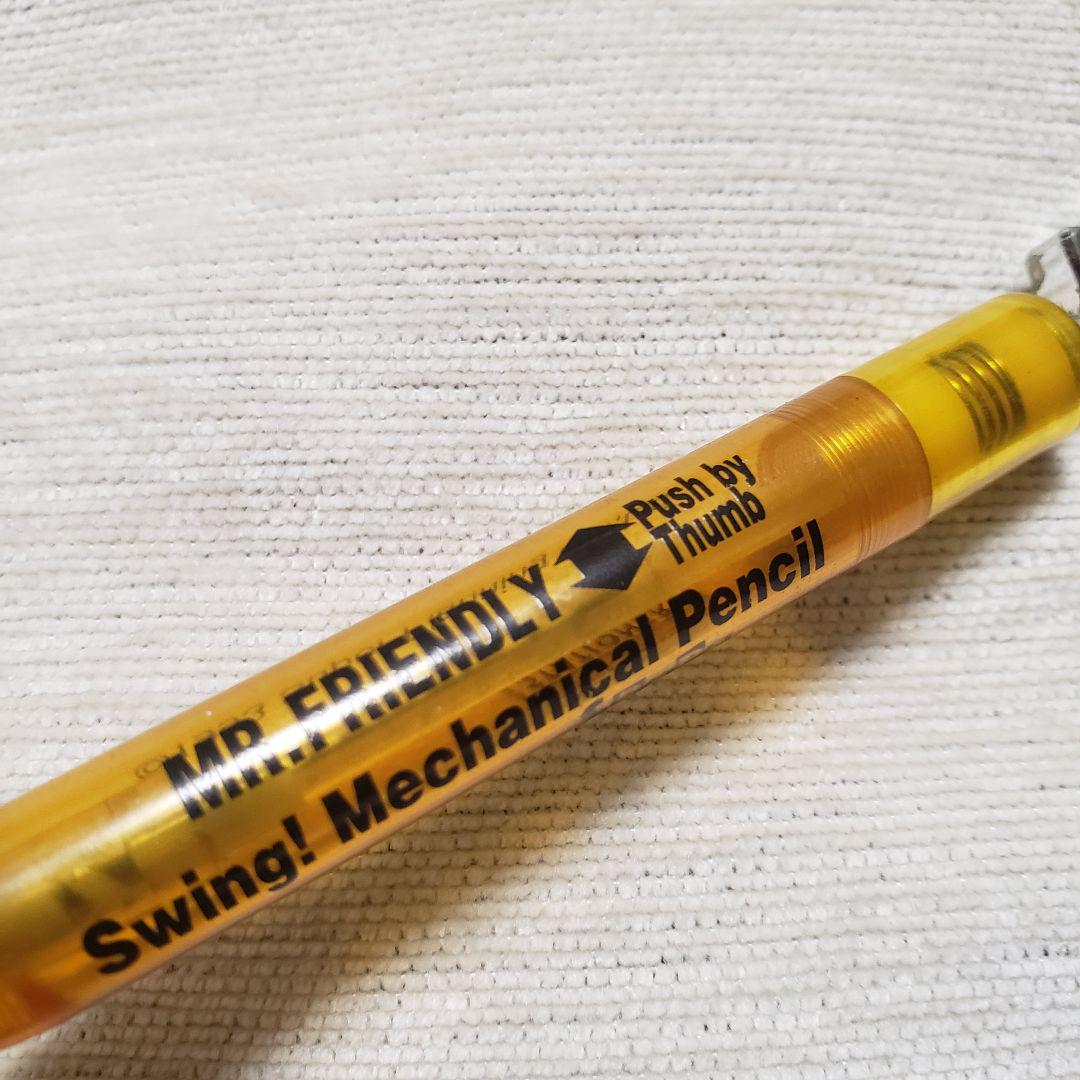 MR.FRIENDLY
Push by
Thumb
Swing! Mechanical Pencil